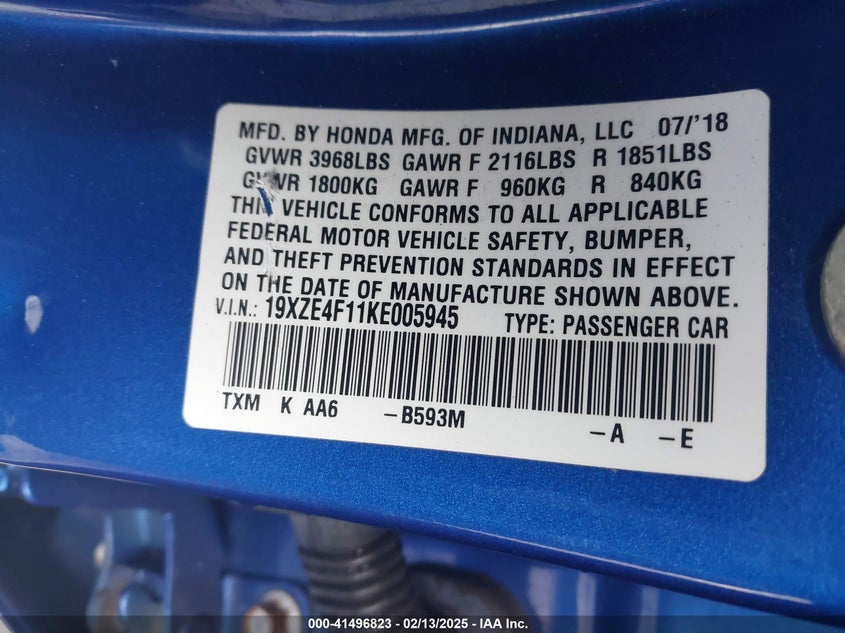 MFD. BY HONDA MFG. OF INDIANA, LLC 07/'18
GVWR 3968LBS GAWR F 2116LBS R 1851LBS
GVWR 1800KG GAWR F 960KG R 840KG
THIS VEHICLE CONFORMS TO ALL APPLICABLE
FEDERAL MOTOR VEHICLE SAFETY, BUMPER,
AND THEFT PREVENTION STANDARDS IN EFFECT
ON THE DATE OF MANUFACTURE SHOWN ABOVE.
V.I.N.: 19XZE4F11KE005945 TYPE: PASSENGER CAR
TXM K AA6 -B593M -A -E
000-41496823 - 02/13/2025 - IAA Inc.